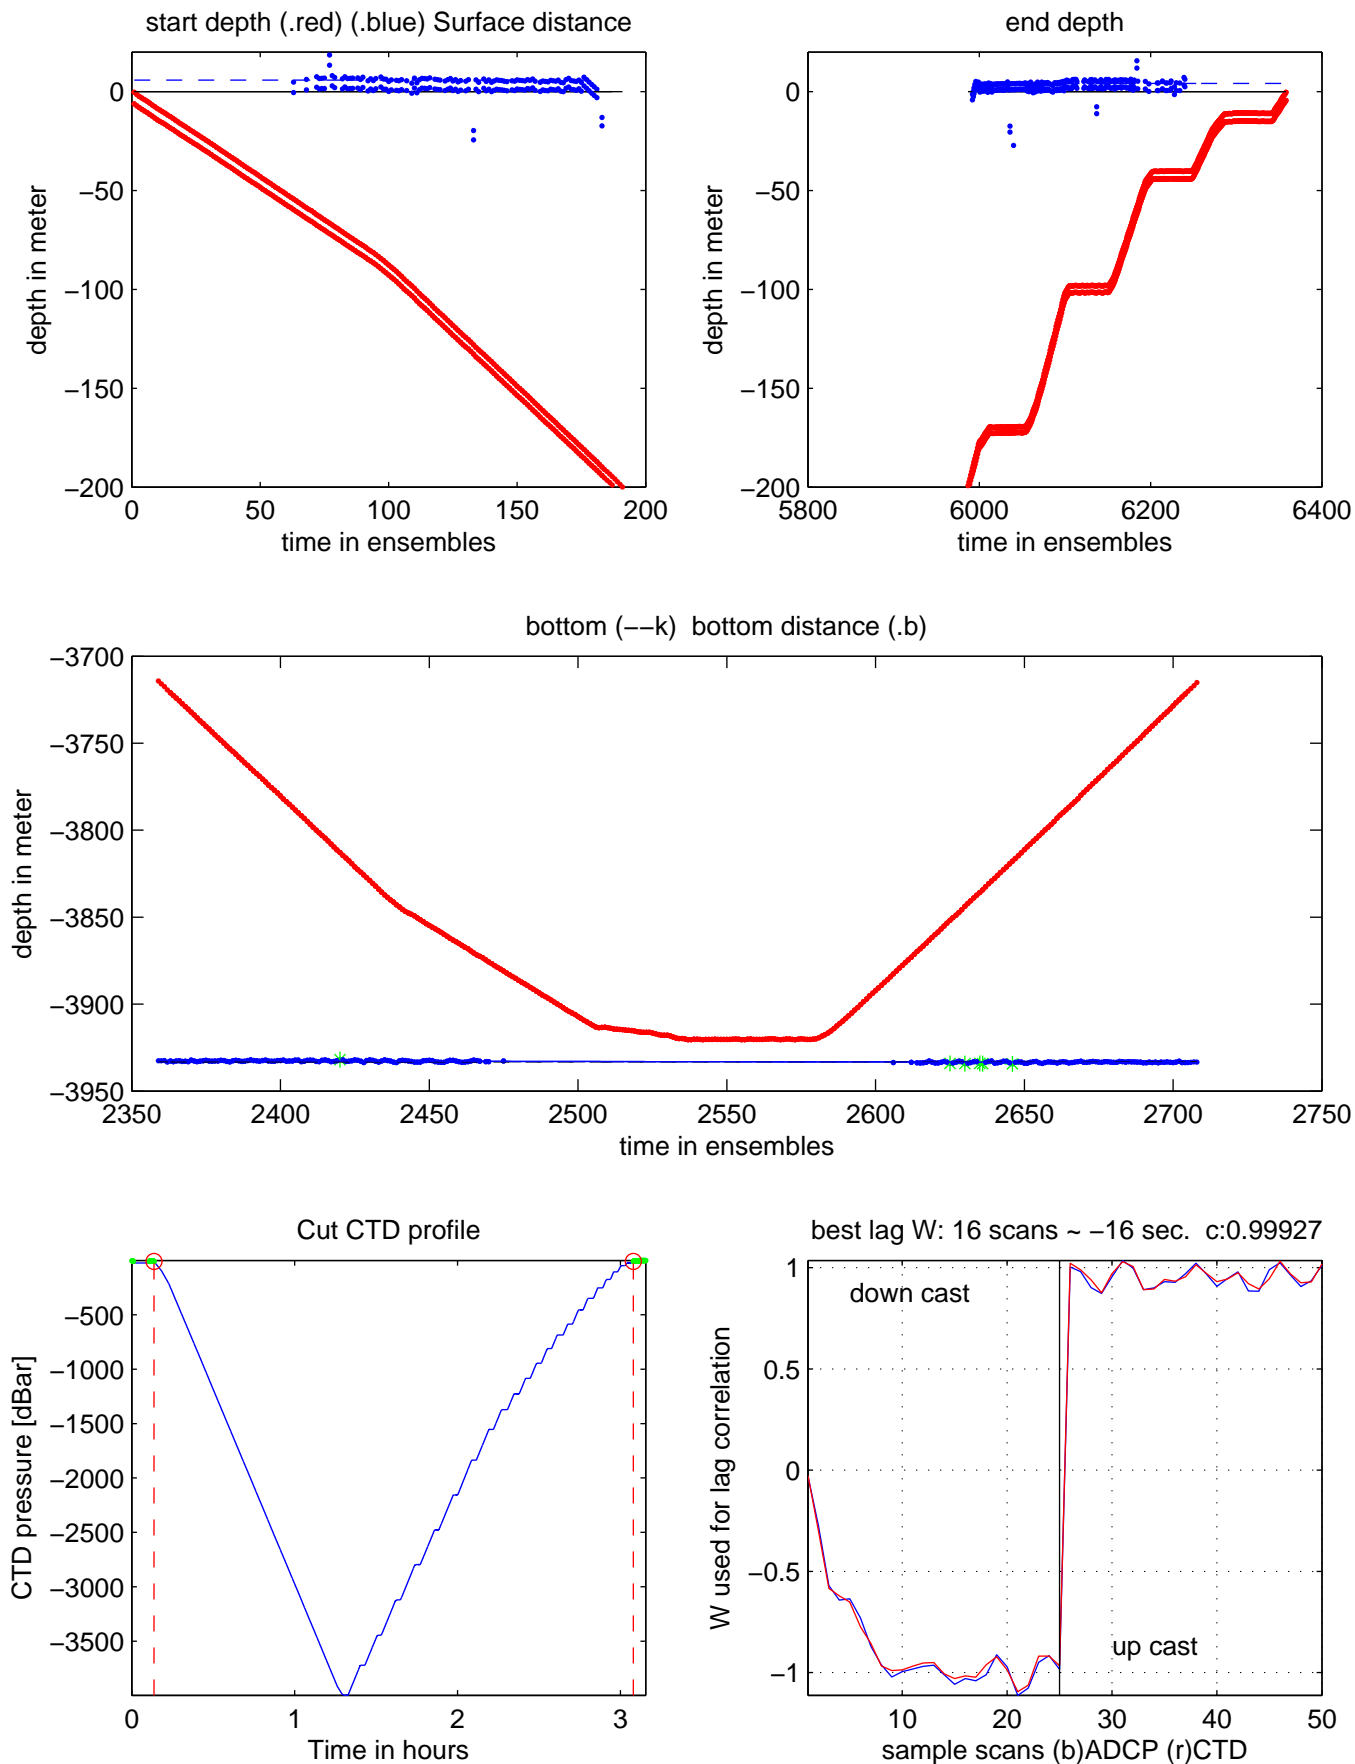 start depth (.red) (.blue) Surface distance
0
−50
−100
−150
−200
depth in meter
0 50 100 150 200
time in ensembles
end depth
0
−50
−100
−150
−200
depth in meter
5800 6000 6200 6400
time in ensembles
bottom (−−k)  bottom distance (.b)
−3700
−3750
−3800
−3850
−3900
−3950
depth in meter
2350 2400 2450 2500 2550 2600 2650 2700 2750
time in ensembles
Cut CTD profile
−500
−1000
−1500
−2000
−2500
−3000
−3500
CTD pressure [dBar]
0 1 2 3
Time in hours
best lag W: 16 scans ~ −16 sec.  c:0.99927
1
0.5
0
−0.5
−1
W used for lag correlation
down cast
up cast
10 20 30 40 50
sample scans (b)ADCP (r)CTD